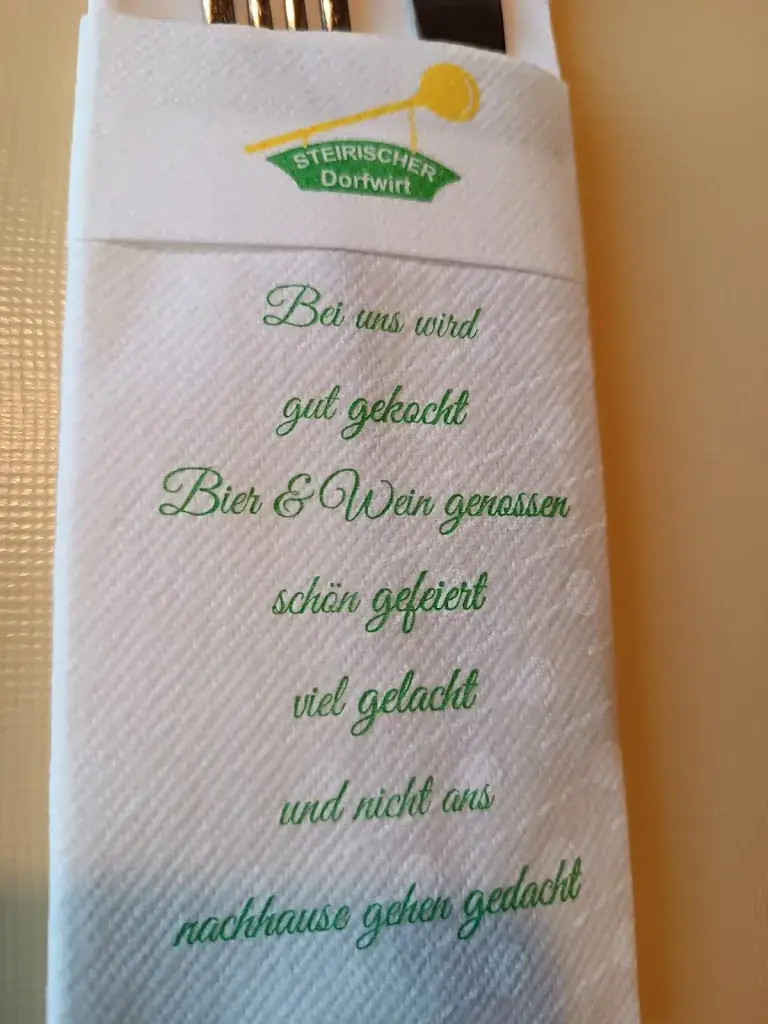 STEIRISCHER
Dorfwirt
Bei uns wird
gut gekocht
Bier & Wein genossen
schön gefeiert
viel gelacht
und nicht ans
nachhause gehen gedacht